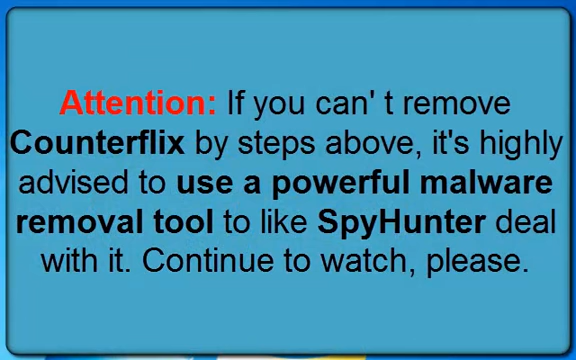 Attention: If you can' t remove
Counterflix by steps above, it's highly
advised to use a powerful malware
removal tool to like SpyHunter deal
with it. Continue to watch, please.